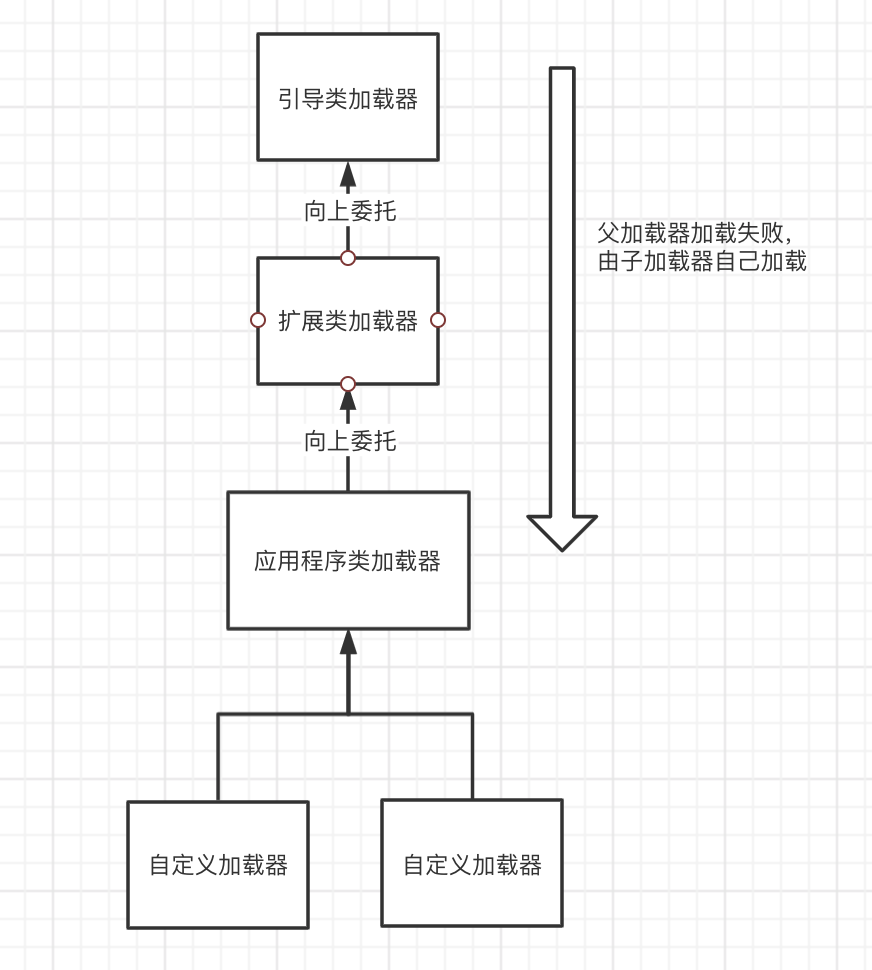 引导类加载器
向上委托
父加载器加载失败，
由子加载器自己加载
扩展类加载器
向上委托
应用程序类加载器
自定义加载器
自定义加载器